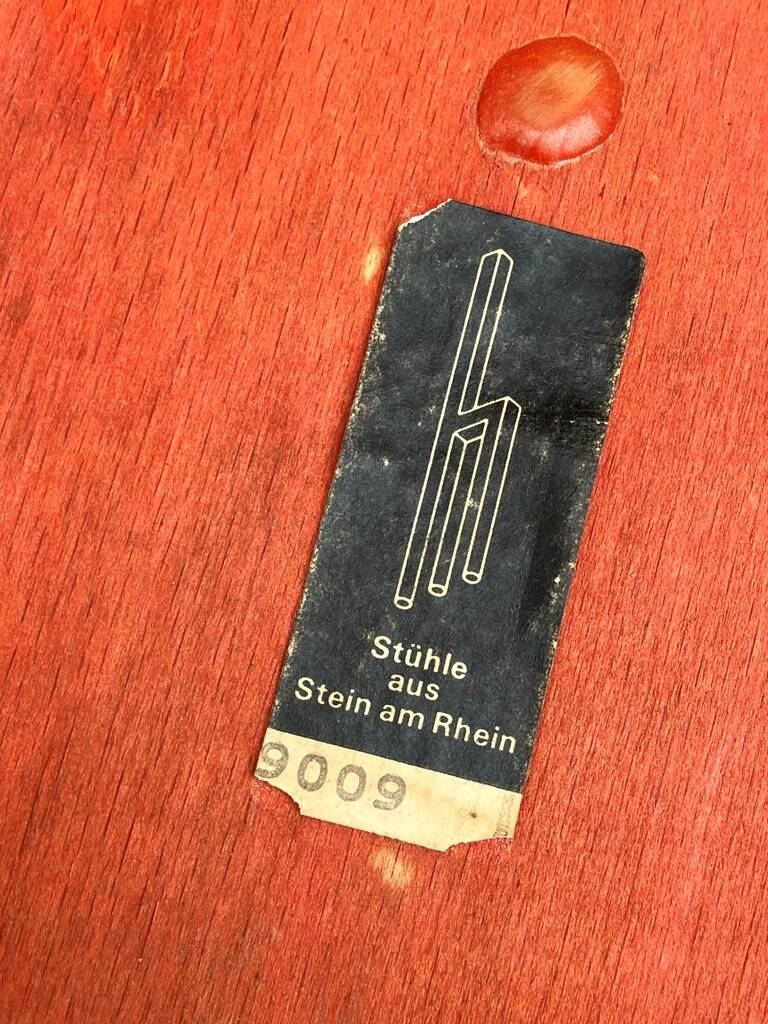 Stühle
aus
Stein am Rhein
9009